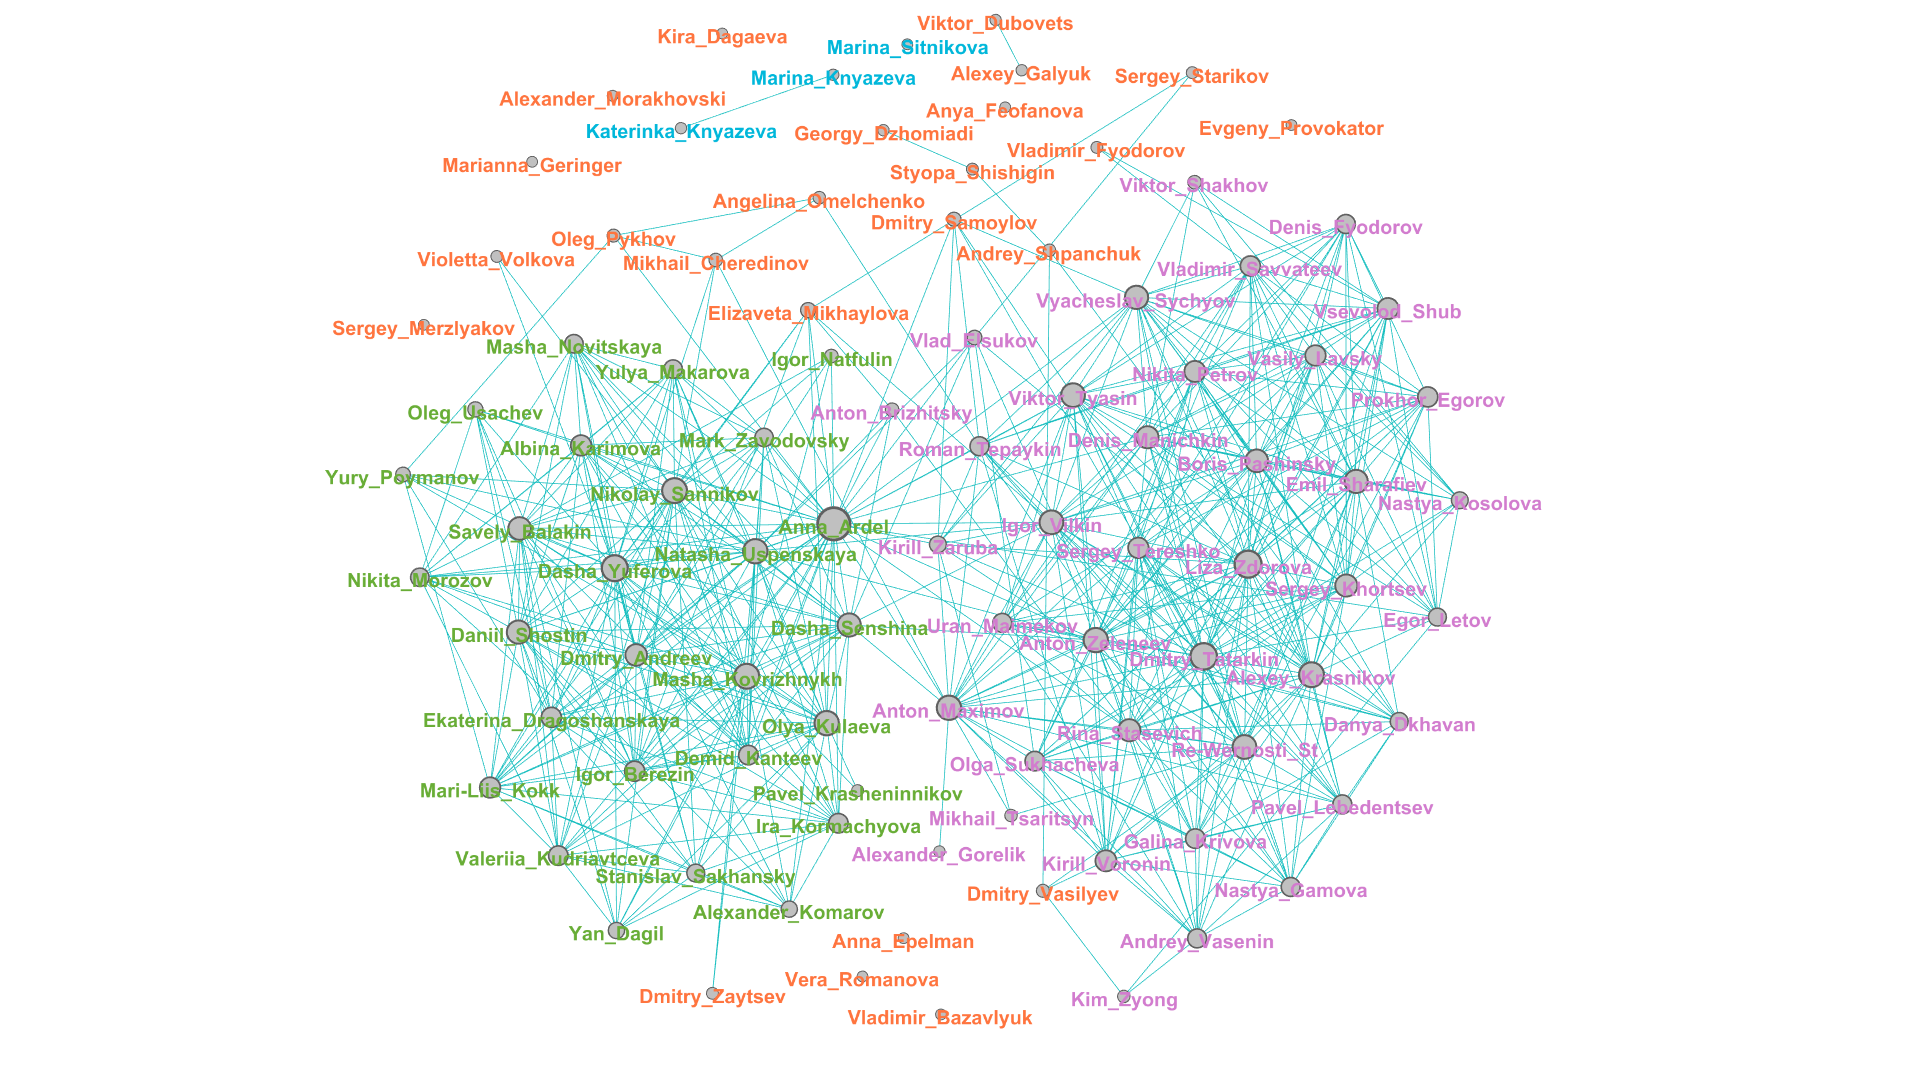 Viktor_Dubovets
Kira_Dagaeva
Marina_Sitnikova
Alexey_Galyuk
Sergey_Starikov
Marina_Knyazeva
Alexander_Morakhovski
Anya_Feofanova
Evgeny_Provokator
Katerinka_Knyazeva
Georgy_Dzhomiadi
Vladimir_Fyodorov
Marianna_Geringer
Styopa_Shishigin
Viktor_Shakhov
Angelina_Omelchenko
Dmitry_Samoylov
Denis_Fyodorov
Oleg_Pykhov
Andrey_Shpanchuk
Violetta_Volkova
Mikhail_Cheredinov
Vladimir_Savvateev
Vyacheslav_Sychyov
Elizaveta_Mikhaylova
Vsevolod_Shub
Sergey_Merzlyakov
Vlad_Elsukov
Masha_Novitskaya
Igor_Natfulin
Vasily_Lavsky
Yulya_Makarova
Nikita_Petrov
Viktor_Tyasin
Prokhor_Egorov
Oleg_Usachev
Anton_Brizhitsky
Mark_Zavodovsky
Denis_Manichkin
Albina_Karimova
Roman_Tepaykin
Boris_Pashinsky
Yury_Poymanov
Emil_Sharafiev
Nikolay_Sannikov
Nastya_Kosolova
Anna_Ardel
Igor_Vilkin
Savely_Balakin
Kirill_Zaruba
Natasha_Uspenskaya
Sergey_Tereshko
Dasha_Yuferova
Liza_Zdorova
Nikita_Morozov
Sergey_Khortsev
Egor_Letov
Dasha_Senshina
Uran_Malmekov
Daniil_Shostin
Anton_Zeleneev
Dmitry_Andreev
Dmitry_Tatarkin
Masha_Kovrizhnykh
Alexey_Krasnikov
Anton_Maximov
Ekaterina_Dragoshanskaya
Olya_Kulaeva
Danya_Dkhavan
Rina_Stasevich
Re-Wernosti_St
Demid_Kanteev
Olga_Sukhacheva
Igor_Berezin
Mari-Liis_Kokk
Pavel_Krasheninnikov
Pavel_Lebedentsev
Mikhail_Tsaritsyn
Ira_Kormachyova
Galina_Krivova
Alexander_Gorelik
Valeriia_Kudriavtceva
Kirill_Voronin
Stanislav_Sakhansky
Nastya_Gamova
Dmitry_Vasilyev
Alexander_Komarov
Yan_Dagil
Anna_Epelman
Andrey_Vasenin
Vera_Romanova
Dmitry_Zaytsev
Kim_Zyong
Vladimir_Bazavlyuk